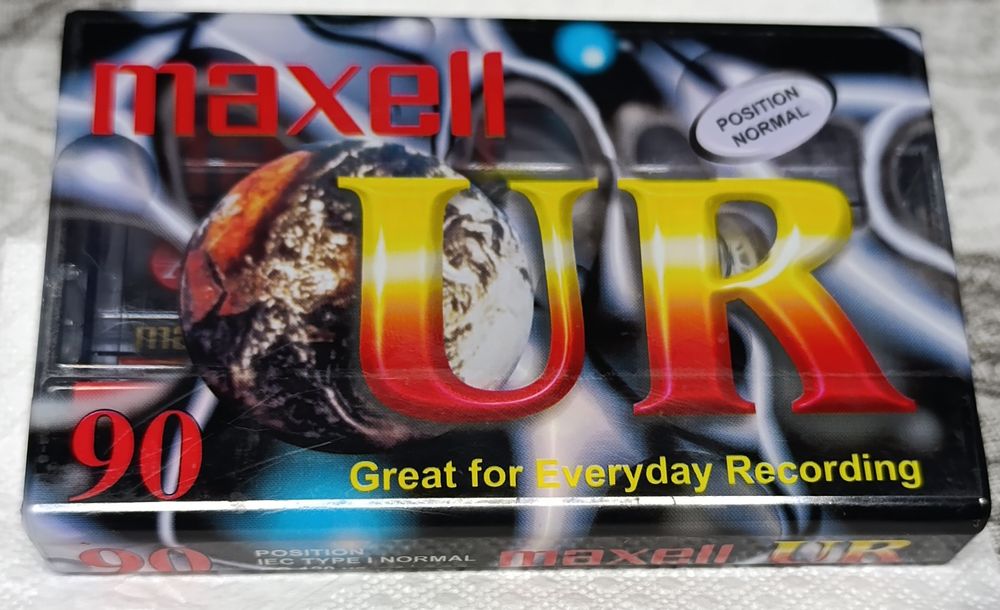 maxell
POSITION
NORMAL
UR
90
Great for Everyday Recording
90
POSITION
IEC TYPE I NORMAL
maxell UR